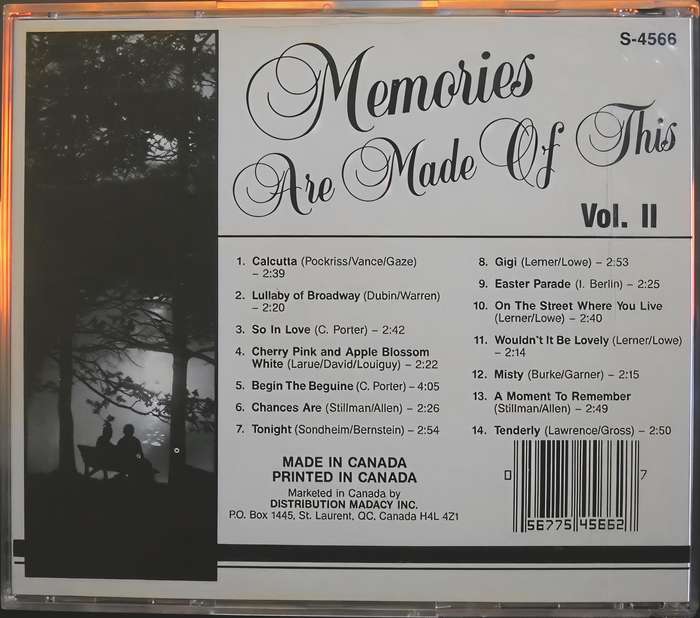 S-4566
Memories
Are Made Of This
Vol. II
1. Calcutta (Pockriss/Vance/Gaze)
– 2:39
2. Lullaby of Broadway (Dubin/Warren)
– 2:20
3. So In Love (C. Porter) – 2:42
4. Cherry Pink and Apple Blossom
White (Larue/David/Louiguy) – 2:22
5. Begin The Beguine (C. Porter) – 4:05
6. Chances Are (Stillman/Allen) – 2:26
7. Tonight (Sondheim/Bernstein) – 2:54
8. Gigi (Lerner/Lowe) – 2:53
9. Easter Parade (I. Berlin) – 2:25
10. On The Street Where You Live
(Lerner/Lowe) – 2:40
11. Wouldn't It Be Lovely (Lerner/Lowe)
– 2:14
12. Misty (Burke/Garner) – 2:15
13. A Moment To Remember
(Stillman/Allen) – 2:49
14. Tenderly (Lawrence/Gross) – 2:50
MADE IN CANADA
PRINTED IN CANADA
Marketed in Canada by
DISTRIBUTION MADACY INC.
P.O. Box 1445, St. Laurent, QC, Canada H4L 4Z1
0 56775 45662 7